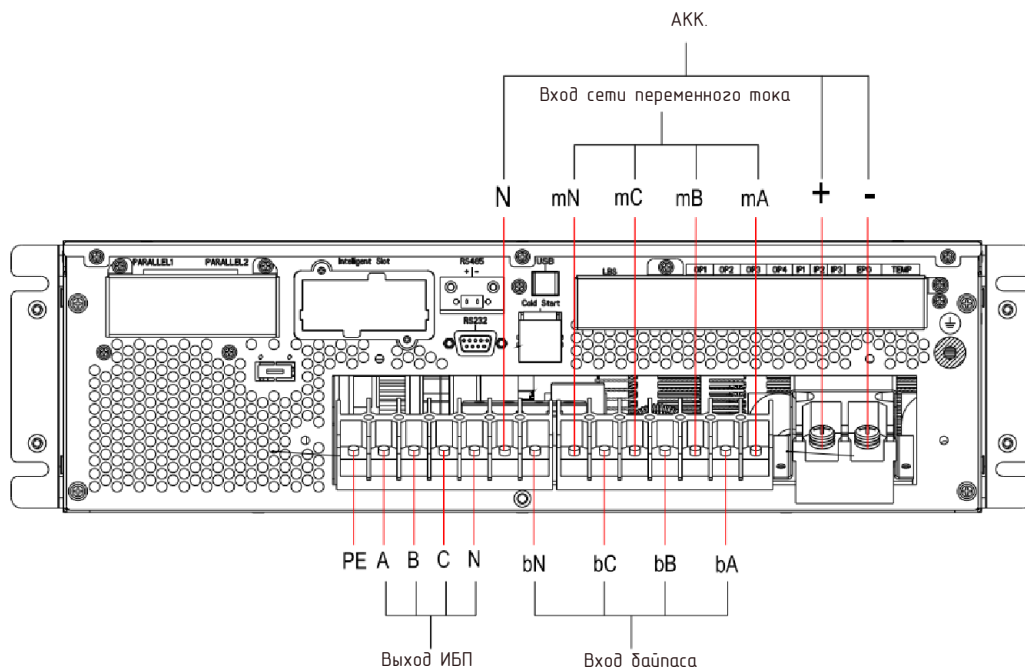 АКК.
Вход сети переменного тока
N mN mC mB mA + -
PARALLEL1 PARALLEL2 Intelligent Slot RS485 USB LBS OP1 OP2 OP3 OP4 IP1 IP2 IP3 EPO TEMP
+ -
Cold Start
RS232
PE A B C N bN bC bB bA
Выход ИБП Вход байпаса